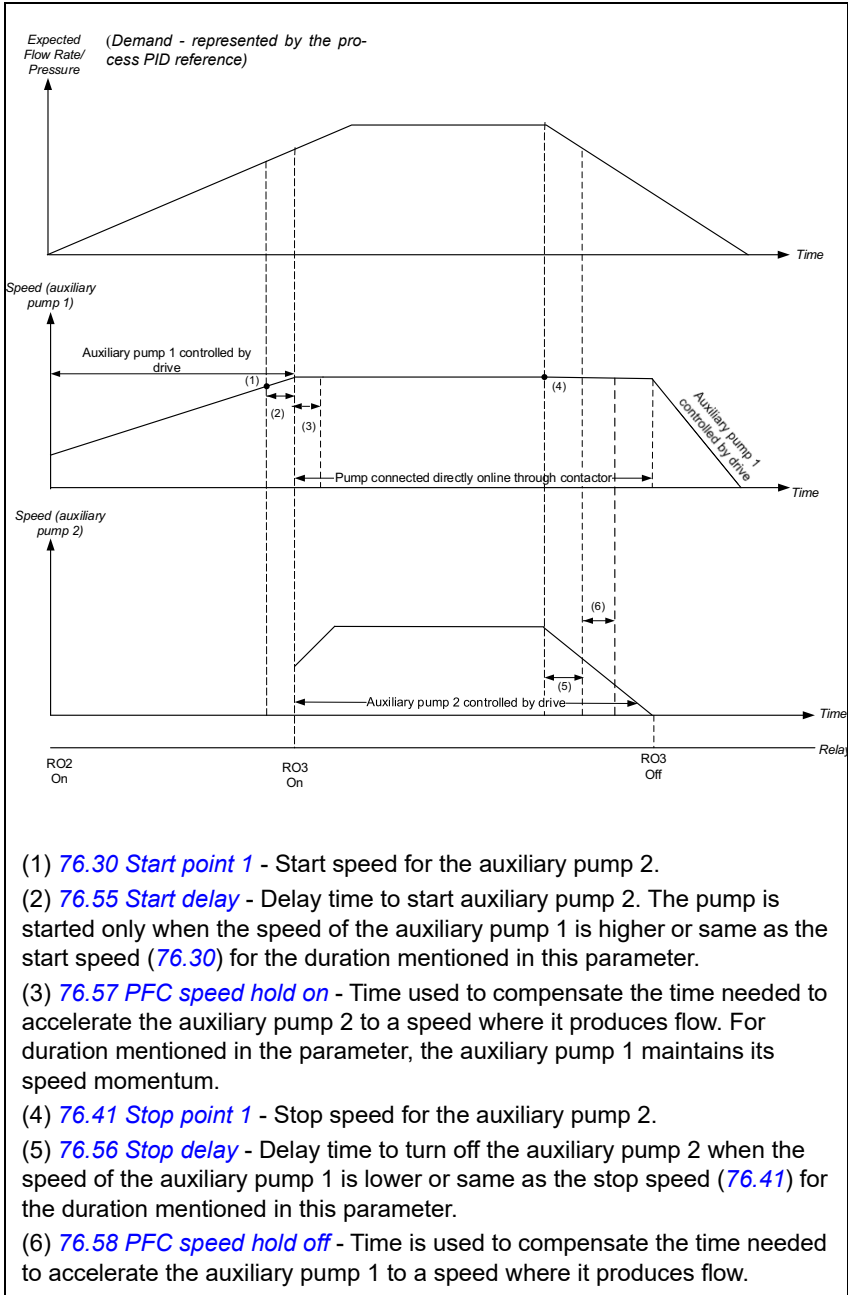 Expected
Flow Rate/
Pressure
(Demand - represented by the pro-
cess PID reference)
Time
Speed (auxiliary
pump 1)
Auxiliary pump 1 controlled by
drive
(1)
(2)
(3)
(4)
Auxiliary pump 1
controlled by drive
Pump connected directly online through contactor
Time
Speed (auxiliary
pump 2)
(6)
(5)
Auxiliary pump 2 controlled by drive
Time
Relay
RO2
On
RO3
On
RO3
Off
(1) 76.30 Start point 1 - Start speed for the auxiliary pump 2.
(2) 76.55 Start delay - Delay time to start auxiliary pump 2. The pump is
started only when the speed of the auxiliary pump 1 is higher or same as the
start speed (76.30) for the duration mentioned in this parameter.
(3) 76.57 PFC speed hold on - Time used to compensate the time needed to
accelerate the auxiliary pump 2 to a speed where it produces flow. For
duration mentioned in the parameter, the auxiliary pump 1 maintains its
speed momentum.
(4) 76.41 Stop point 1 - Stop speed for the auxiliary pump 2.
(5) 76.56 Stop delay - Delay time to turn off the auxiliary pump 2 when the
speed of the auxiliary pump 1 is lower or same as the stop speed (76.41) for
the duration mentioned in this parameter.
(6) 76.58 PFC speed hold off - Time is used to compensate the time needed
to accelerate the auxiliary pump 1 to a speed where it produces flow.